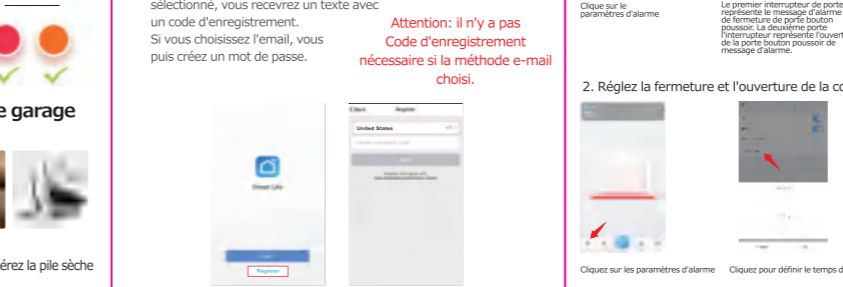 e garage
érez la pile sèche
sélectionné, vous recevrez un texte avec
un code d'enregistrement.
Si vous choisissez l'email, vous
puis créez un mot de passe.
Attention: il n'y a pas
Code d'enregistrement
nécessaire si la méthode e-mail
choisi.
Smart Life
Register
Register
United States
Clique sur le
paramètres d'alarme
Le premier interrupteur de porte
représente le message d'alarme
de fermeture de porte bouton
poussoir. La deuxième porte
l'interrupteur représente l'ouvert
de la porte bouton poussoir de
message d'alarme.
2. Réglez la fermeture et l'ouverture de la co
Cliquez sur les paramètres d'alarme
Cliquez pour définir le temps d